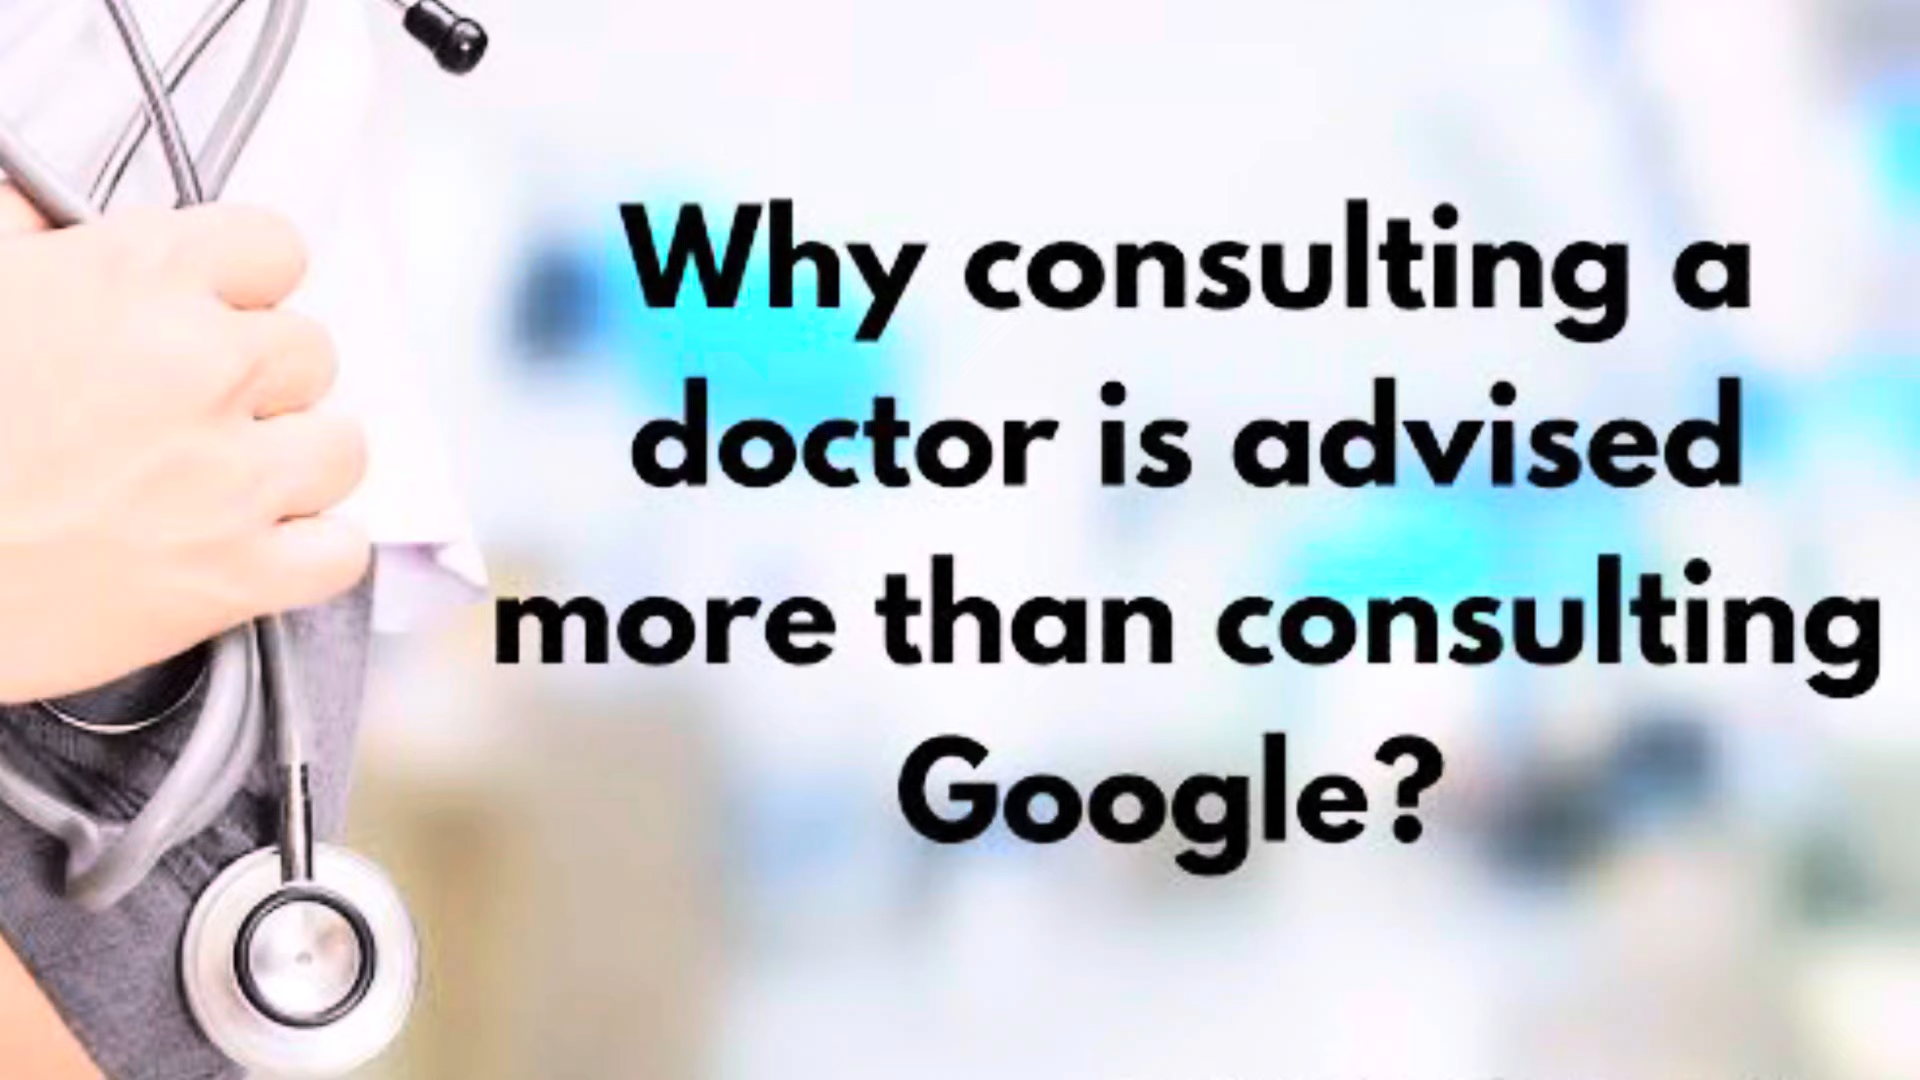 Why consulting a
doctor is advised
more than consulting
Google?